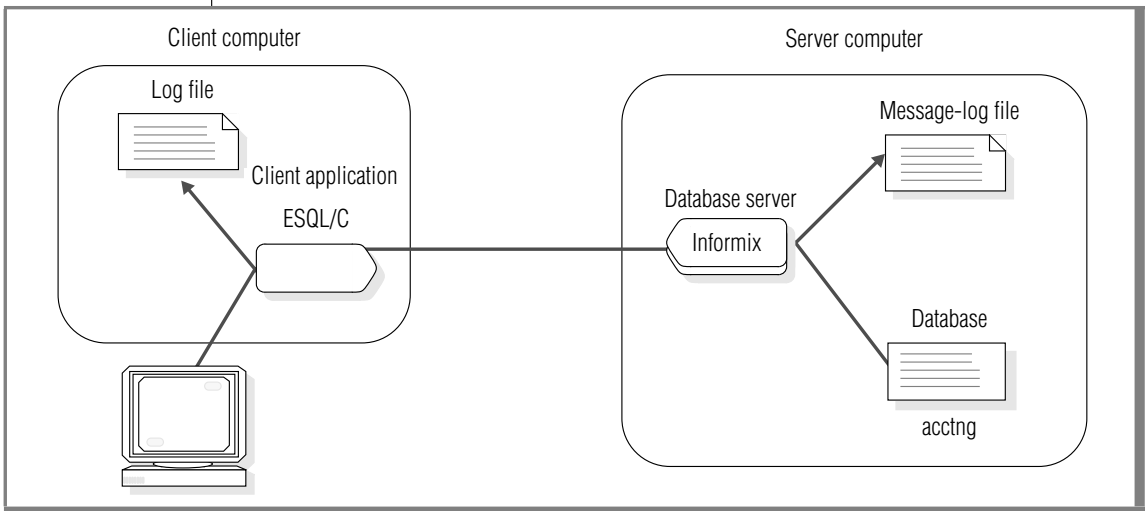 Client computer
Server computer
Log file
Message-log file
Client application
Database server
ESQL/C
Informix
Database
acctng